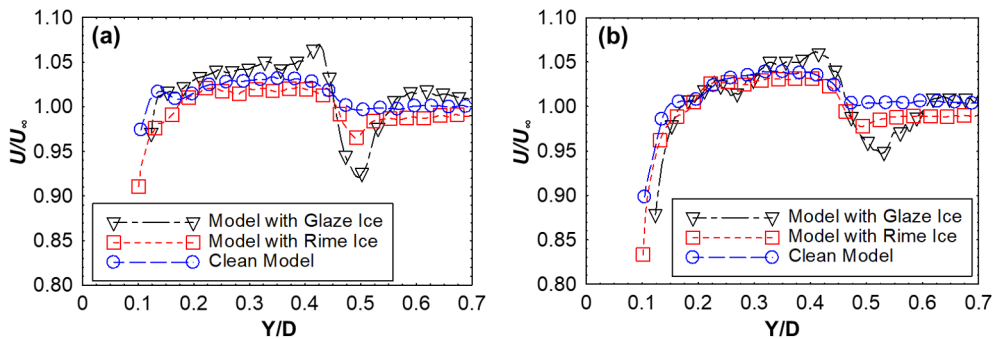 (a)
1.10
1.05
1.00
0.95
0.90
0.85
0.80
U/U∞
Model with Glaze Ice
Model with Rime Ice
Clean Model
0 0.1 0.2 0.3 0.4 0.5 0.6 0.7
Y/D
(b)
1.10
1.05
1.00
0.95
0.90
0.85
0.80
U/U∞
Model with Glaze Ice
Model with Rime Ice
Clean Model
0 0.1 0.2 0.3 0.4 0.5 0.6 0.7
Y/D